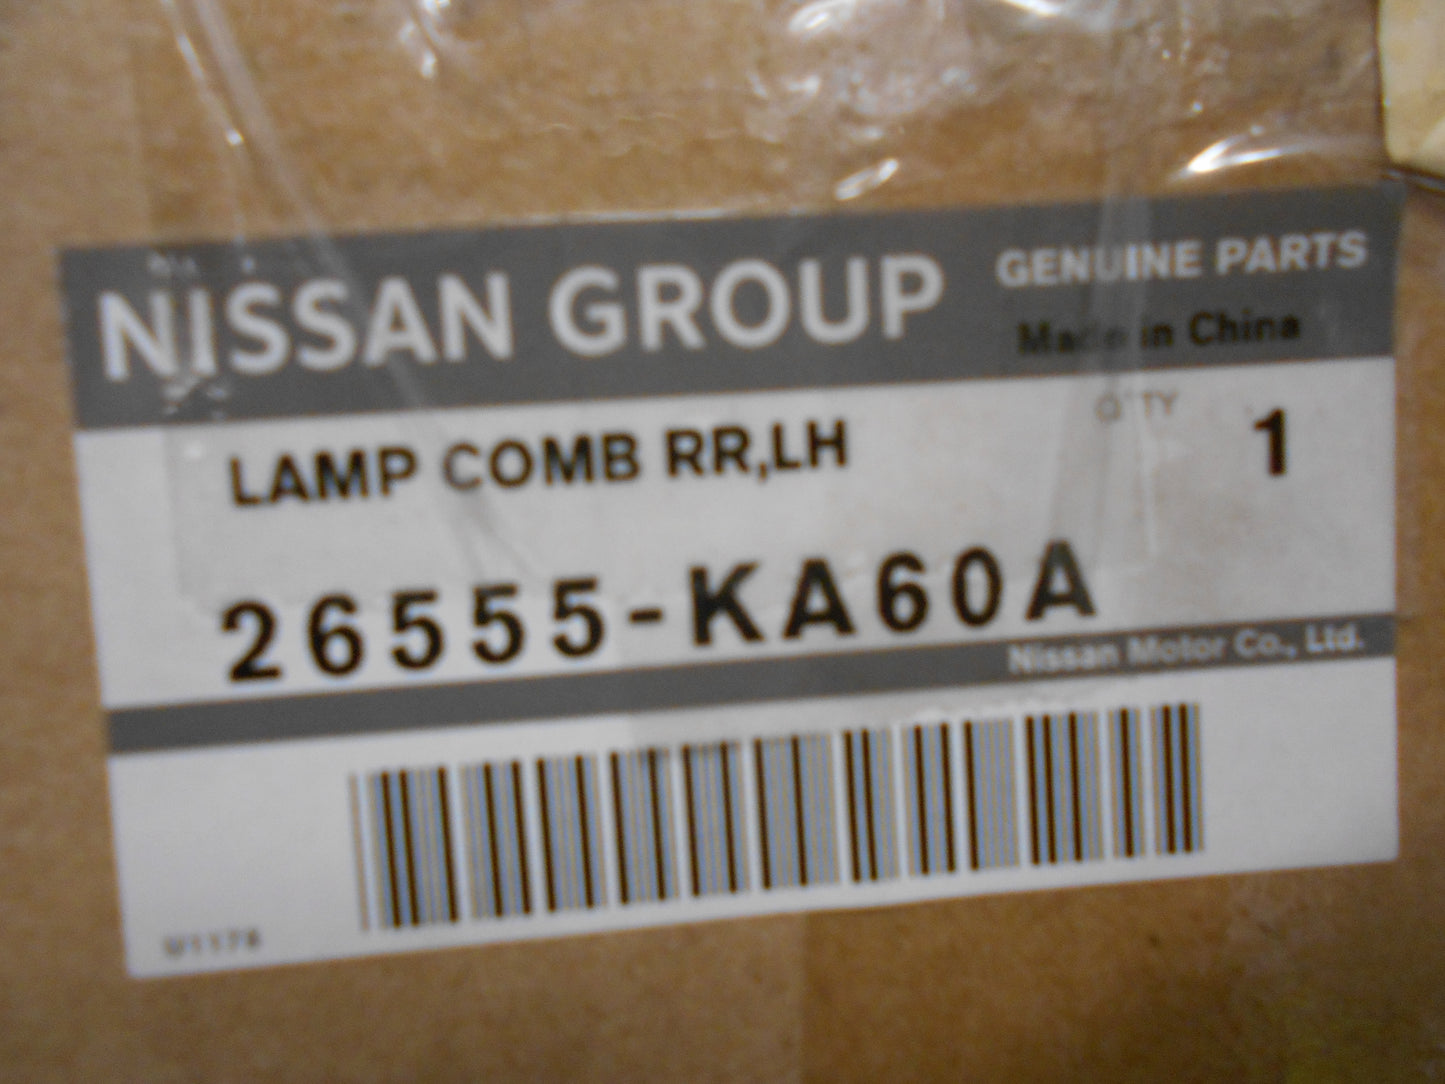 NISSAN GROUP
GENUINE PARTS
Made in China
LAMP COMB RR,LH
Q'TY
1
26555-KA60A
Nissan Motor Co., Ltd.